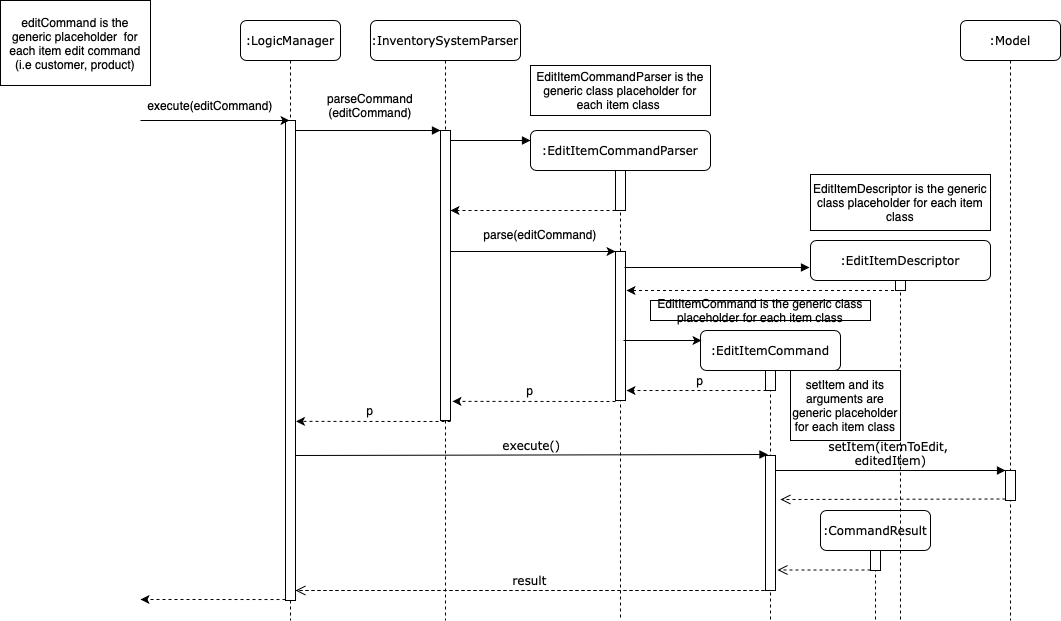 editCommand is the
generic placeholder for
each item edit command
(i.e customer, product)
:LogicManager
:InventorySystemParser
:Model
EditItemCommandParser is the
generic class placeholder for
each item class
execute(editCommand)
parseCommand
(editCommand)
:EditItemCommandParser
EditItemDescriptor is the generic
class placeholder for each item
class
parse(editCommand)
:EditItemDescriptor
EditItemCommand is the generic class
placeholder for each item class
:EditItemCommand
p
p
p
setItem and its
arguments are
generic placeholder
for each item class
execute()
setItem(itemToEdit,
editedItem)
:CommandResult
result